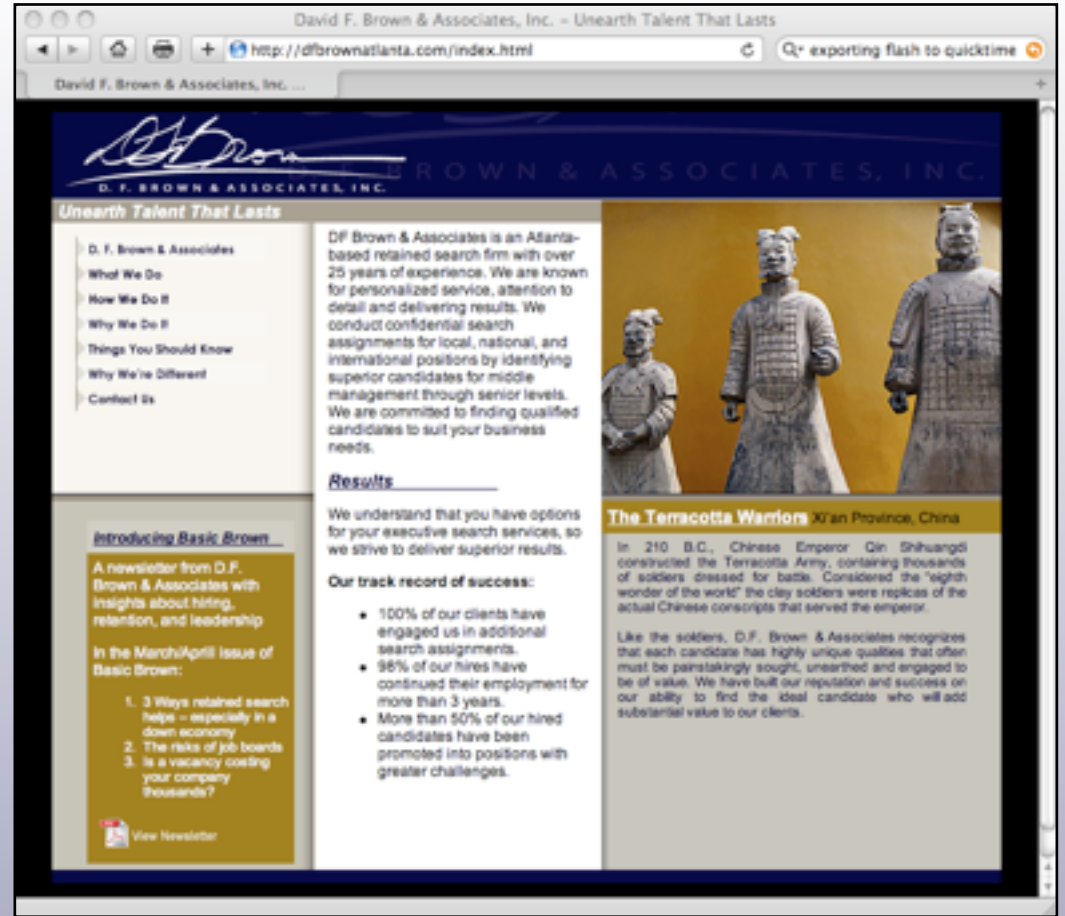 David F. Brown & Associates, Inc. – Unearth Talent That Lasts
http://dfbrownatlanta.com/index.html
exporting flash to quicktime
David F. Brown & Associates, Inc. ...
DF Brown
D. F. BROWN & ASSOCIATES, INC.
D. F. BROWN & ASSOCIATES, INC.
Unearth Talent That Lasts
D. F. Brown & Associates
What We Do
How We Do It
Why We Do It
Things You Should Know
Why We're Different
Contact Us
Introducing Basic Brown
A newsletter from D.F.
Brown & Associates with
insights about hiring,
retention, and leadership
In the March/April issue of
Basic Brown:
1. 3 Ways retained search
helps – especially in a
down economy
2. The risks of job boards
3. Is a vacancy costing
your company
thousands?
View Newsletter
DF Brown & Associates is an Atlanta-
based retained search firm with over
25 years of experience. We are known
for personalized service, attention to
detail and delivering results. We
conduct confidential search
assignments for local, national, and
international positions by identifying
superior candidates for middle
management through senior levels.
We are committed to finding qualified
candidates to suit your business
needs.
Results
We understand that you have options
for your executive search services, so
we strive to deliver superior results.
Our track record of success:
• 100% of our clients have
engaged us in additional
search assignments.
• 98% of our hires have
continued their employment for
more than 3 years.
• More than 50% of our hired
candidates have been
promoted into positions with
greater challenges.
The Terracotta Warriors Xi'an Province, China
In 210 B.C., Chinese Emperor Qin Shihuangdi
constructed the Terracotta Army, containing thousands
of soldiers dressed for battle. Considered the "eighth
wonder of the world" the clay soldiers were replicas of the
actual Chinese conscripts that served the emperor.
Like the soldiers, D.F. Brown & Associates recognizes
that each candidate has highly unique qualities that often
must be painstakingly sought, unearthed and engaged to
be of value. We have built our reputation and success on
our ability to find the ideal candidate who will add
substantial value to our clients.